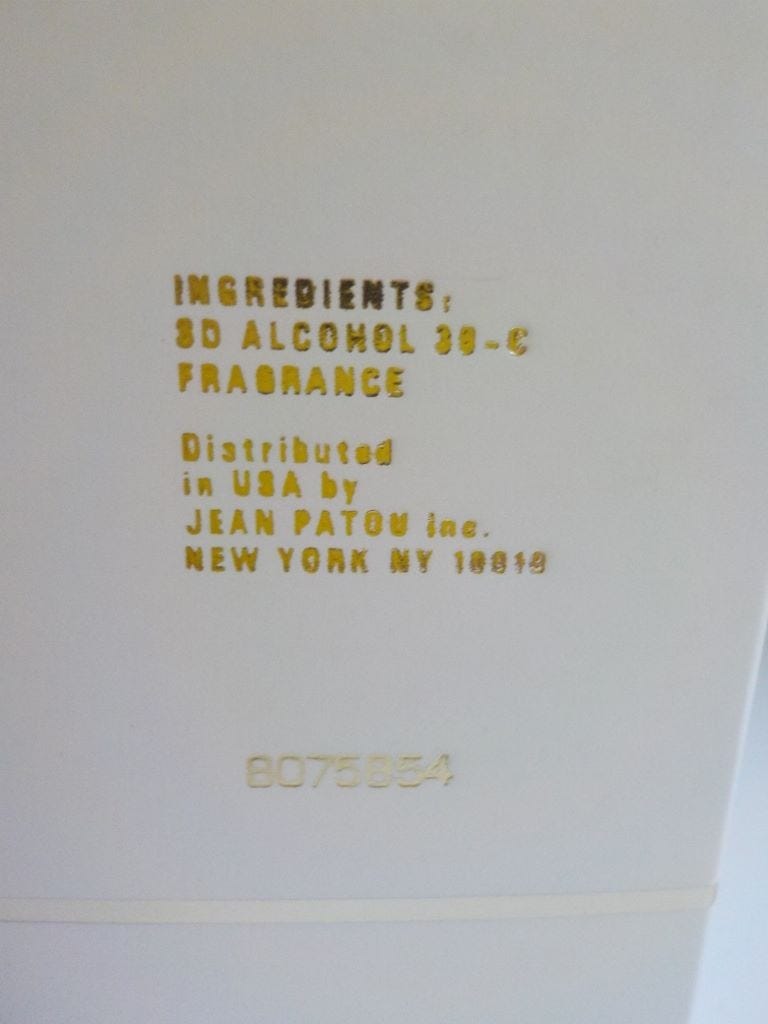 INGREDIENTS:
SD ALCOHOL 39-C
FRAGRANCE
Distributed
in USA by
JEAN PATOU inc.
NEW YORK NY 10019
8075854